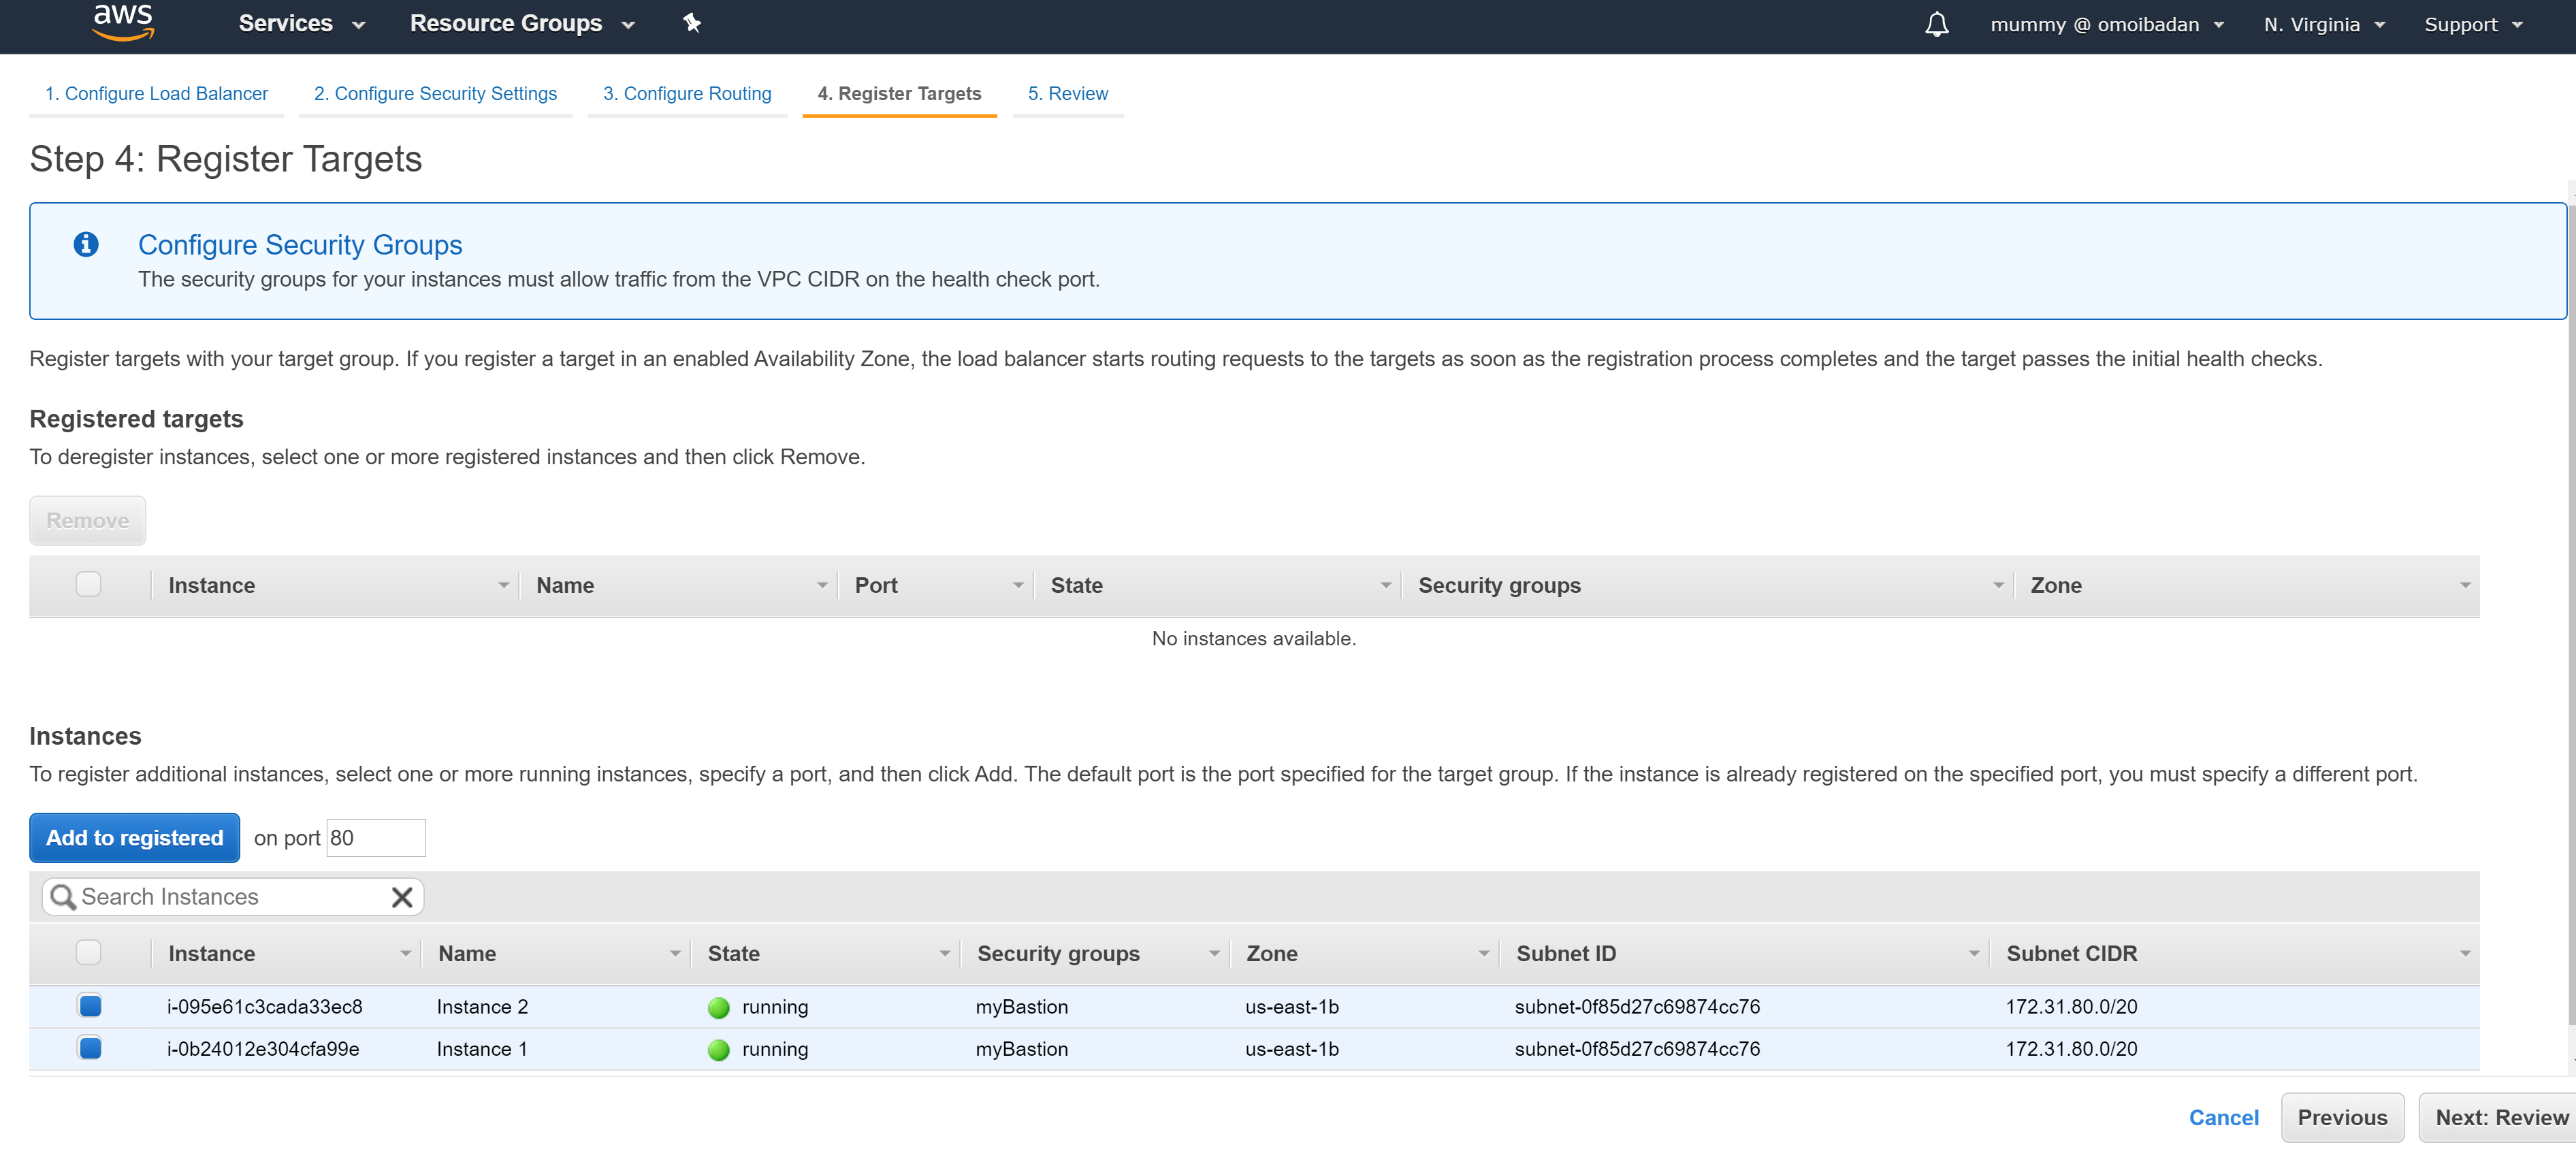 aws Services Resource Groups mummy @ omoibadan N. Virginia Support
1. Configure Load Balancer 2. Configure Security Settings 3. Configure Routing 4. Register Targets 5. Review
Step 4: Register Targets
Configure Security Groups
The security groups for your instances must allow traffic from the VPC CIDR on the health check port.
Register targets with your target group. If you register a target in an enabled Availability Zone, the load balancer starts routing requests to the targets as soon as the registration process completes and the target passes the initial health checks.
Registered targets
To deregister instances, select one or more registered instances and then click Remove.
Remove
Instance Name Port State Security groups Zone
No instances available.
Instances
To register additional instances, select one or more running instances, specify a port, and then click Add. The default port is the port specified for the target group. If the instance is already registered on the specified port, you must specify a different port.
Add to registered on port 80
Search Instances
Instance Name State Security groups Zone Subnet ID Subnet CIDR
i-095e61c3cada33ec8 Instance 2 running myBastion us-east-1b subnet-0f85d27c69874cc76 172.31.80.0/20
i-0b24012e304cfa99e Instance 1 running myBastion us-east-1b subnet-0f85d27c69874cc76 172.31.80.0/20
Cancel Previous Next: Review